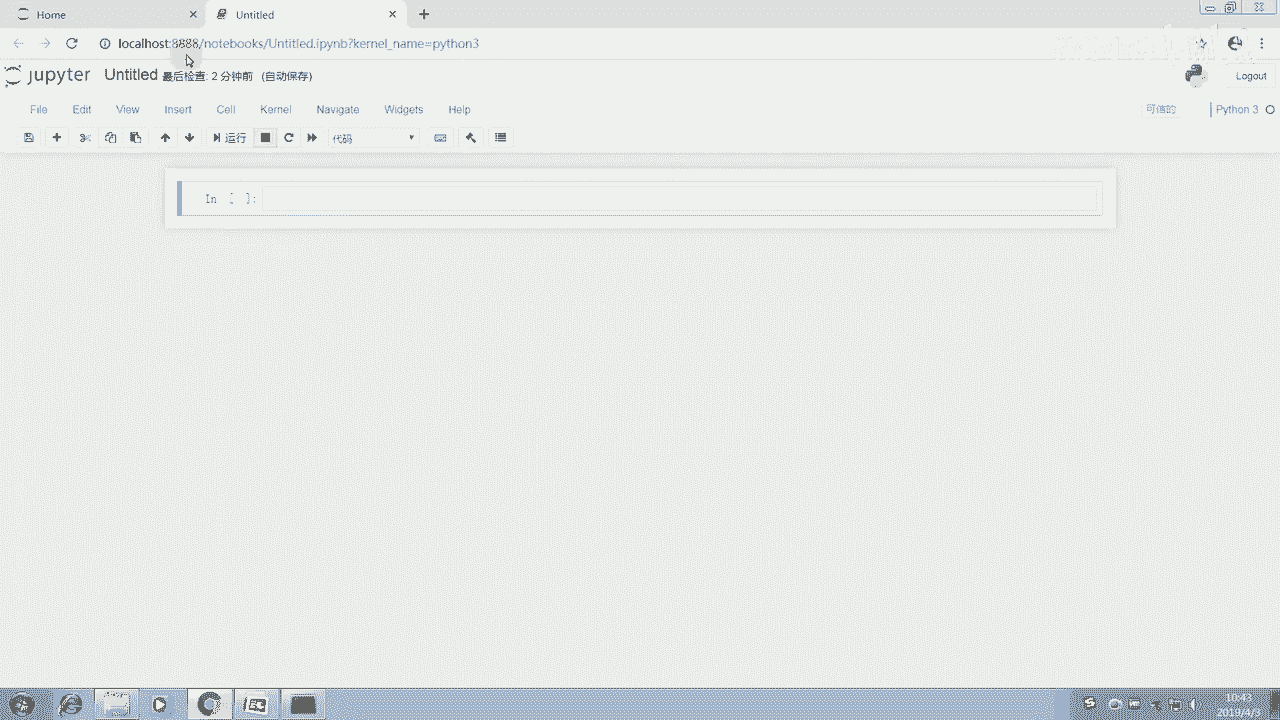 Home
Untitled
localhost:8888/notebooks/Untitled.ipynb?kernel_name=python3
jupyter Untitled 最后检查: 2 分钟前 (自动保存) Logout
File Edit View Insert Cell Kernel Navigate Widgets Help 可信的 Python 3
运行 代码
In [ ]:
10:42
2019/4/3